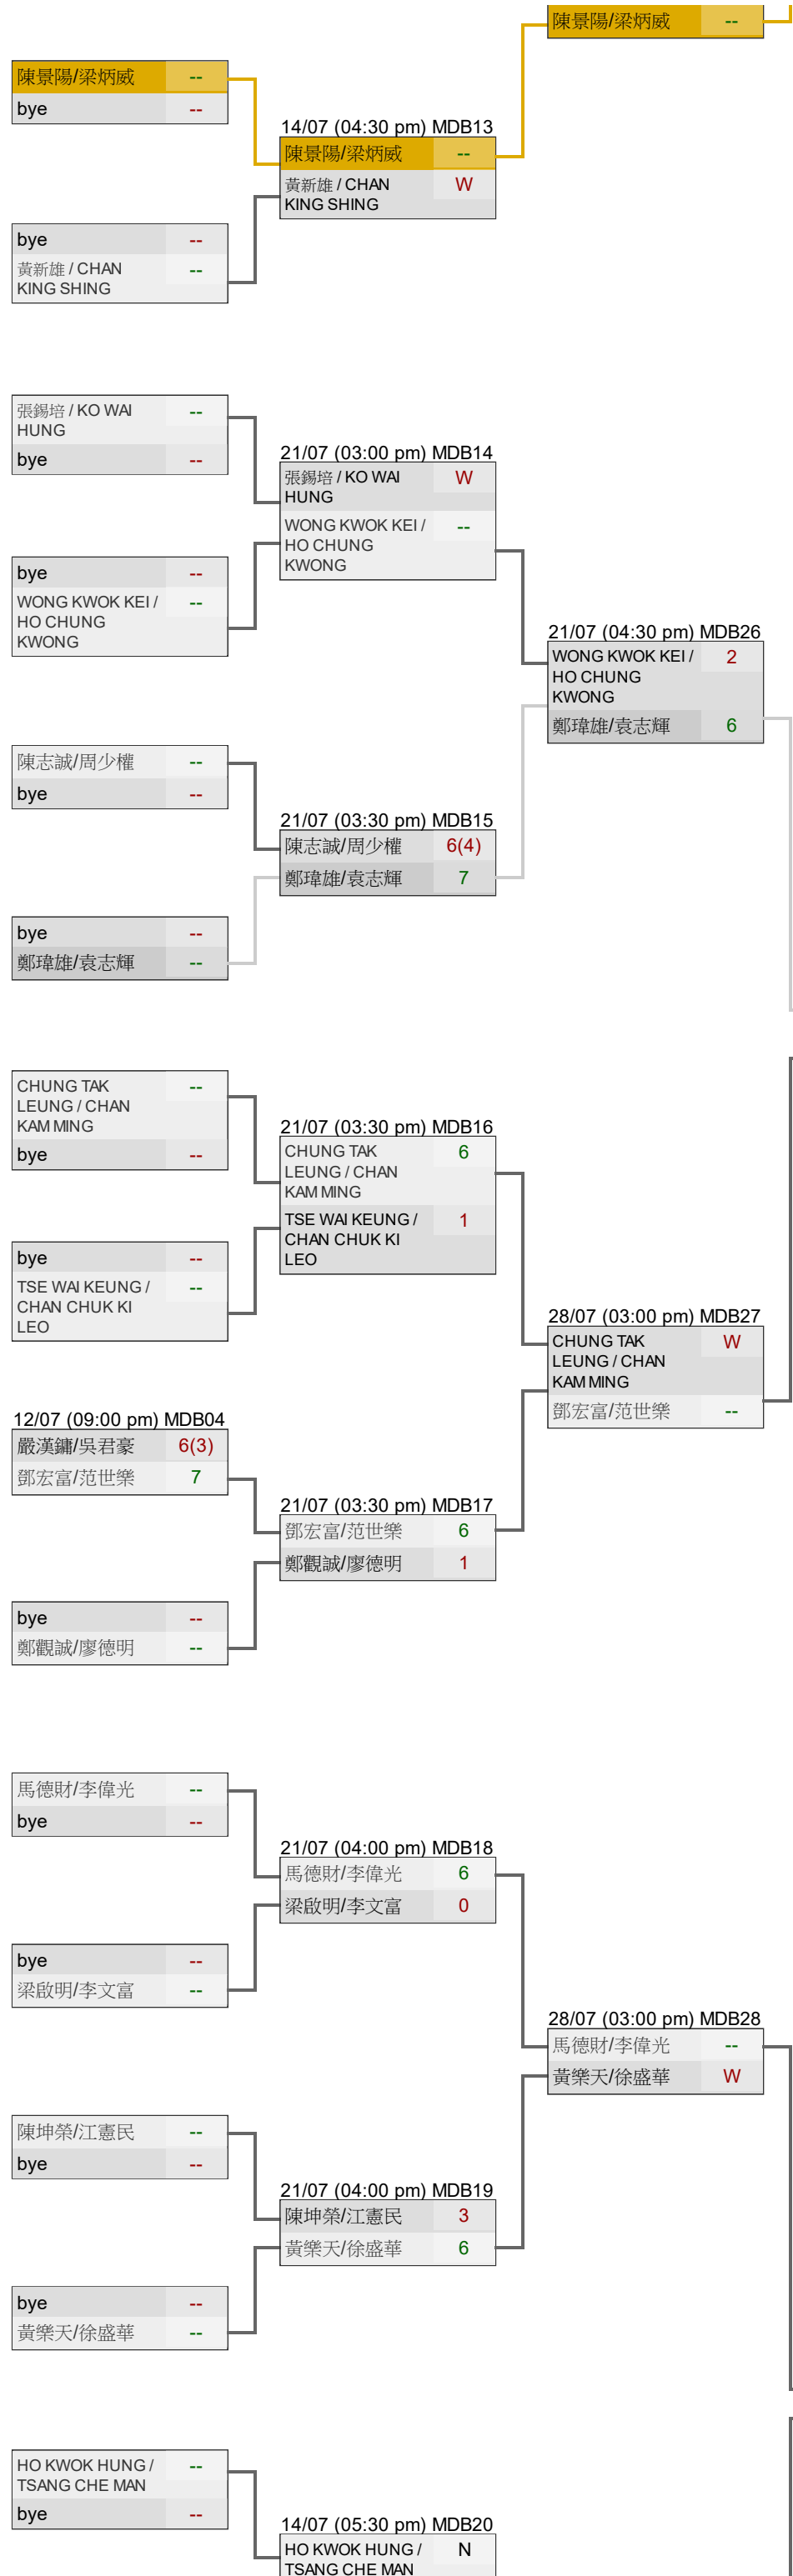 陳景陽/梁炳威 --
陳景陽/梁炳威 --
bye --
14/07 (04:30 pm) MDB13
陳景陽/梁炳威 --
黃新雄 / CHAN W
KING SHING
bye --
黃新雄 / CHAN --
KING SHING
張錫培 / KO WAI --
HUNG
bye --
21/07 (03:00 pm) MDB14
張錫培 / KO WAI W
HUNG
WONG KWOK KEI / --
HO CHUNG
KWONG
bye --
WONG KWOK KEI / --
HO CHUNG
KWONG
21/07 (04:30 pm) MDB26
WONG KWOK KEI / 2
HO CHUNG
KWONG
鄭瑋雄/袁志輝 6
陳志誠/周少權 --
bye --
21/07 (03:30 pm) MDB15
陳志誠/周少權 6(4)
鄭瑋雄/袁志輝 7
bye --
鄭瑋雄/袁志輝 --
CHUNG TAK --
LEUNG / CHAN
KAM MING
bye --
21/07 (03:30 pm) MDB16
CHUNG TAK 6
LEUNG / CHAN
KAM MING
TSE WAI KEUNG / 1
CHAN CHUK KI
LEO
bye --
TSE WAI KEUNG / --
CHAN CHUK KI
LEO
28/07 (03:00 pm) MDB27
CHUNG TAK W
LEUNG / CHAN
KAM MING
鄧宏富/范世樂 --
12/07 (09:00 pm) MDB04
嚴漢鏞/吳君豪 6(3)
鄧宏富/范世樂 7
21/07 (03:30 pm) MDB17
鄧宏富/范世樂 6
鄭觀誠/廖德明 1
bye --
鄭觀誠/廖德明 --
馬德財/李偉光 --
bye --
21/07 (04:00 pm) MDB18
馬德財/李偉光 6
梁啟明/李文富 0
bye --
梁啟明/李文富 --
28/07 (03:00 pm) MDB28
馬德財/李偉光 --
黃樂天/徐盛華 W
陳坤榮/江憲民 --
bye --
21/07 (04:00 pm) MDB19
陳坤榮/江憲民 3
黃樂天/徐盛華 6
bye --
黃樂天/徐盛華 --
HO KWOK HUNG / --
TSANG CHE MAN
bye --
14/07 (05:30 pm) MDB20
HO KWOK HUNG / N
TSANG CHE MAN